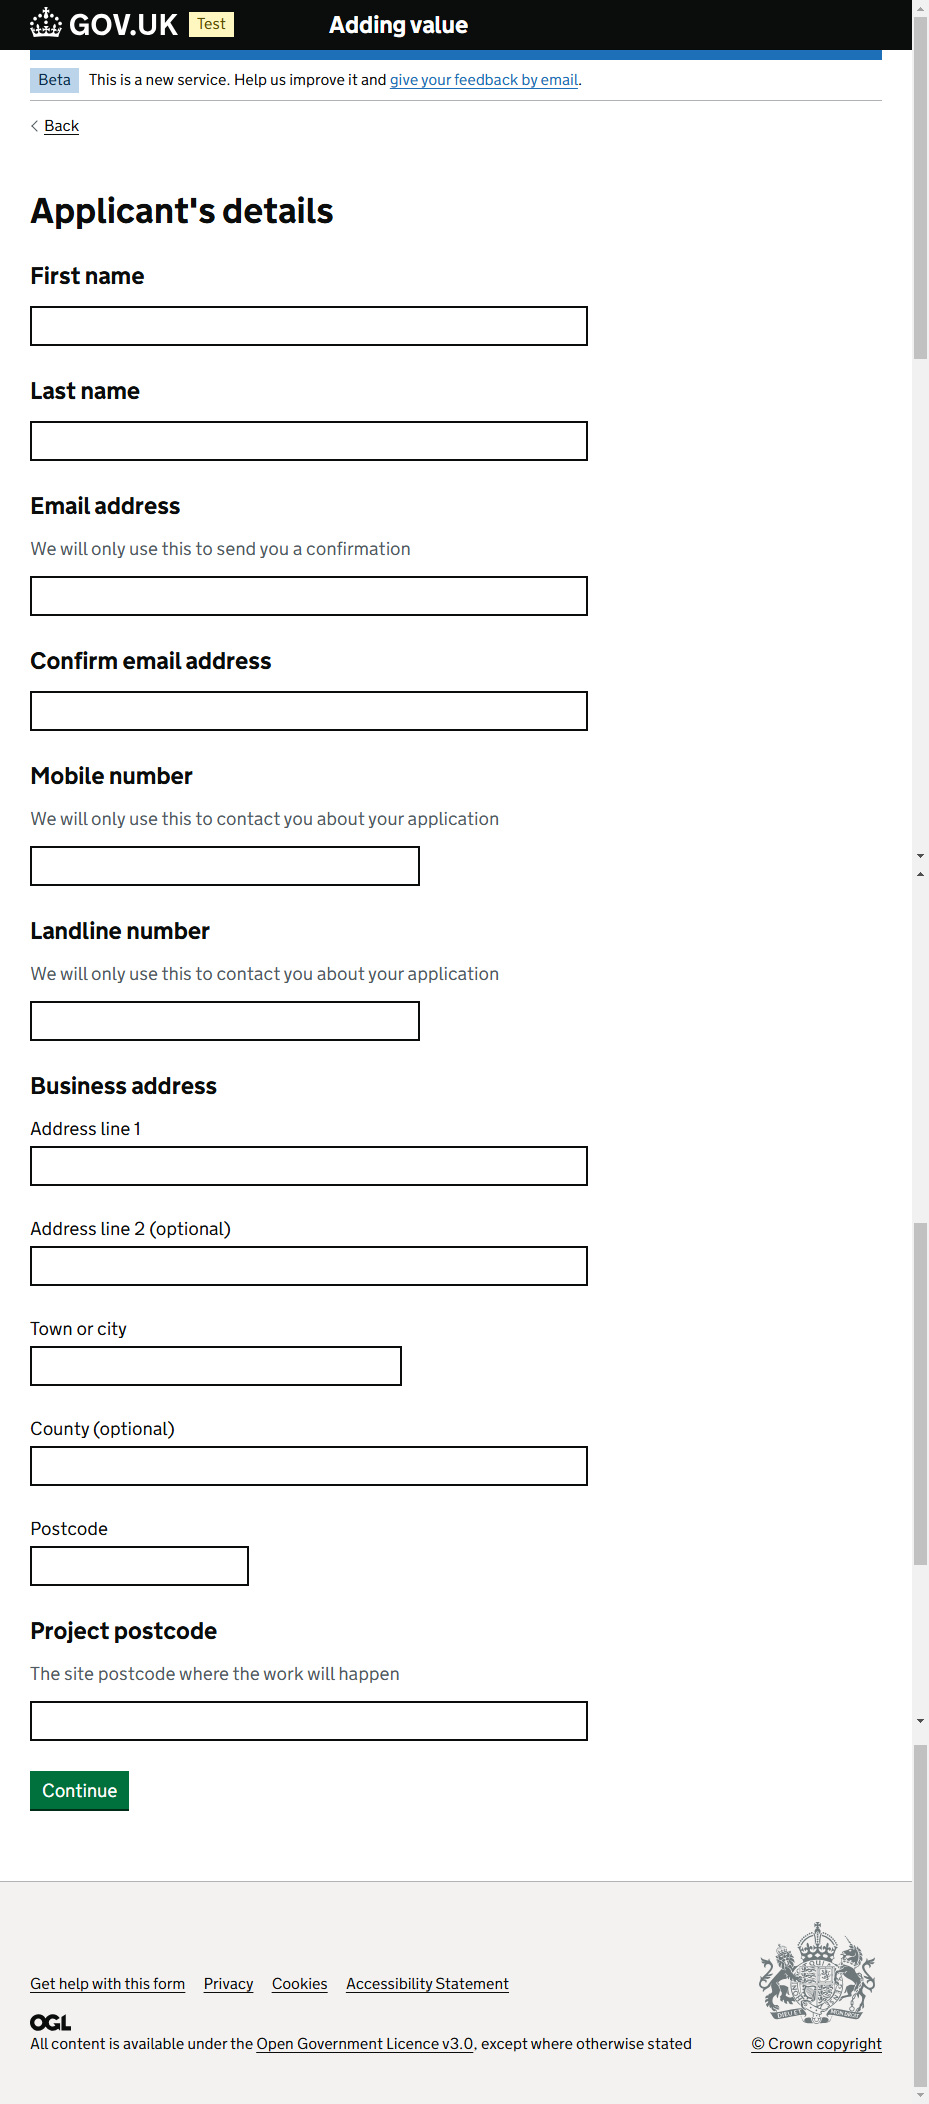 GOV.UK Test Adding value
Beta This is a new service. Help us improve it and give your feedback by email.
Back
Applicant's details
First name
Last name
Email address
We will only use this to send you a confirmation
Confirm email address
Mobile number
We will only use this to contact you about your application
Landline number
We will only use this to contact you about your application
Business address
Address line 1
Address line 2 (optional)
Town or city
County (optional)
Postcode
Project postcode
The site postcode where the work will happen
Continue
Get help with this form Privacy Cookies Accessibility Statement
OGL
All content is available under the Open Government Licence v3.0, except where otherwise stated
© Crown copyright